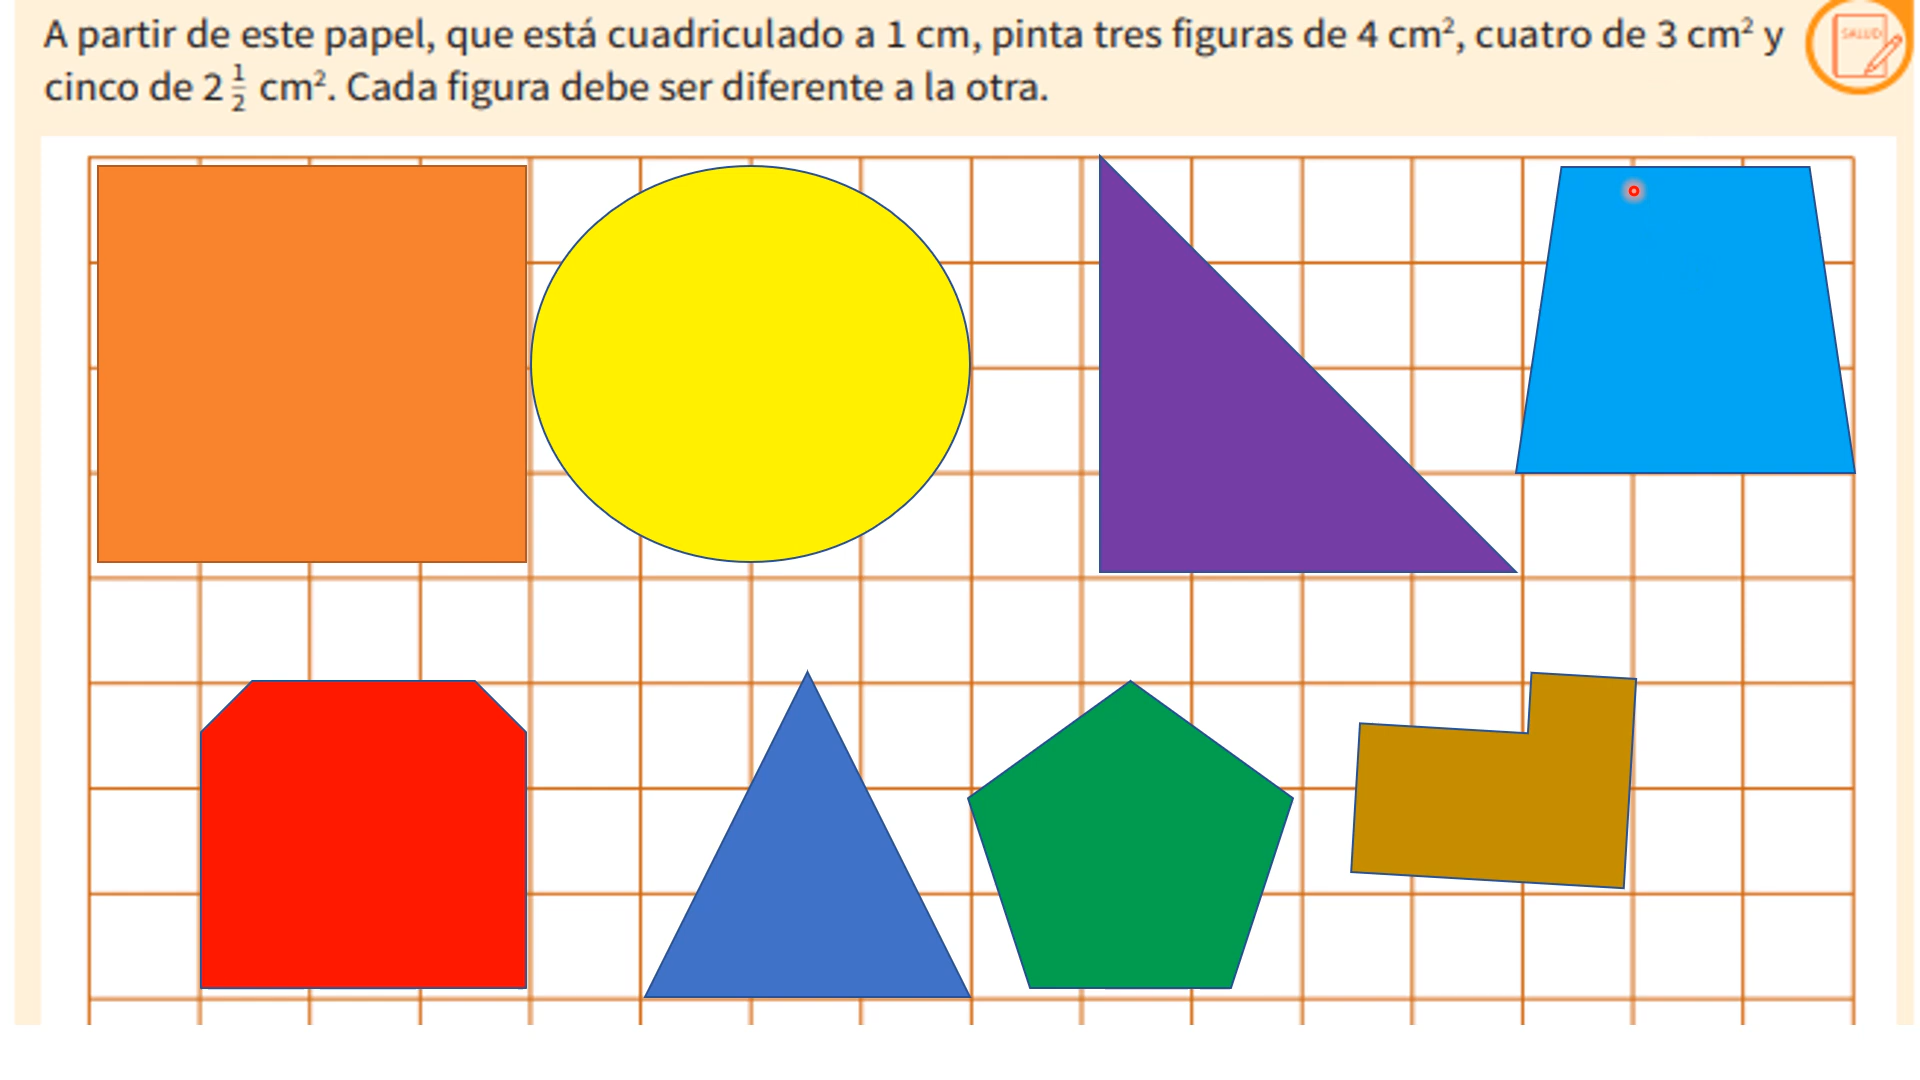 A partir de este papel, que está cuadriculado a 1 cm, pinta tres figuras de 4 cm², cuatro de 3 cm² y
cinco de 2 1/2 cm². Cada figura debe ser diferente a la otra.
SALUD